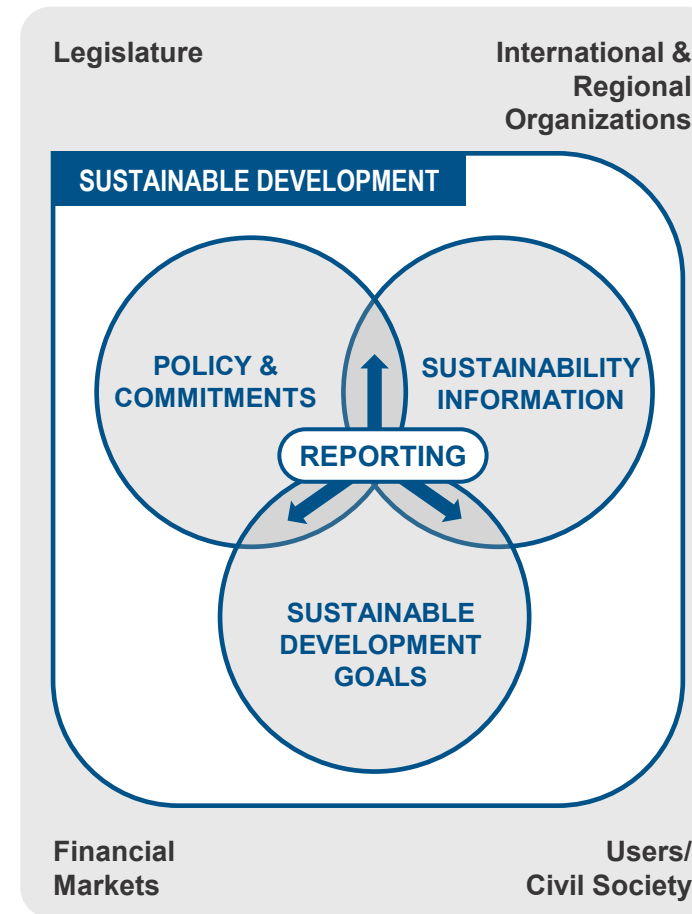 Legislature
International &
Regional
Organizations
SUSTAINABLE DEVELOPMENT
POLICY &
COMMITMENTS
SUSTAINABILITY
INFORMATION
REPORTING
SUSTAINABLE
DEVELOPMENT
GOALS
Financial
Markets
Users/
Civil Society